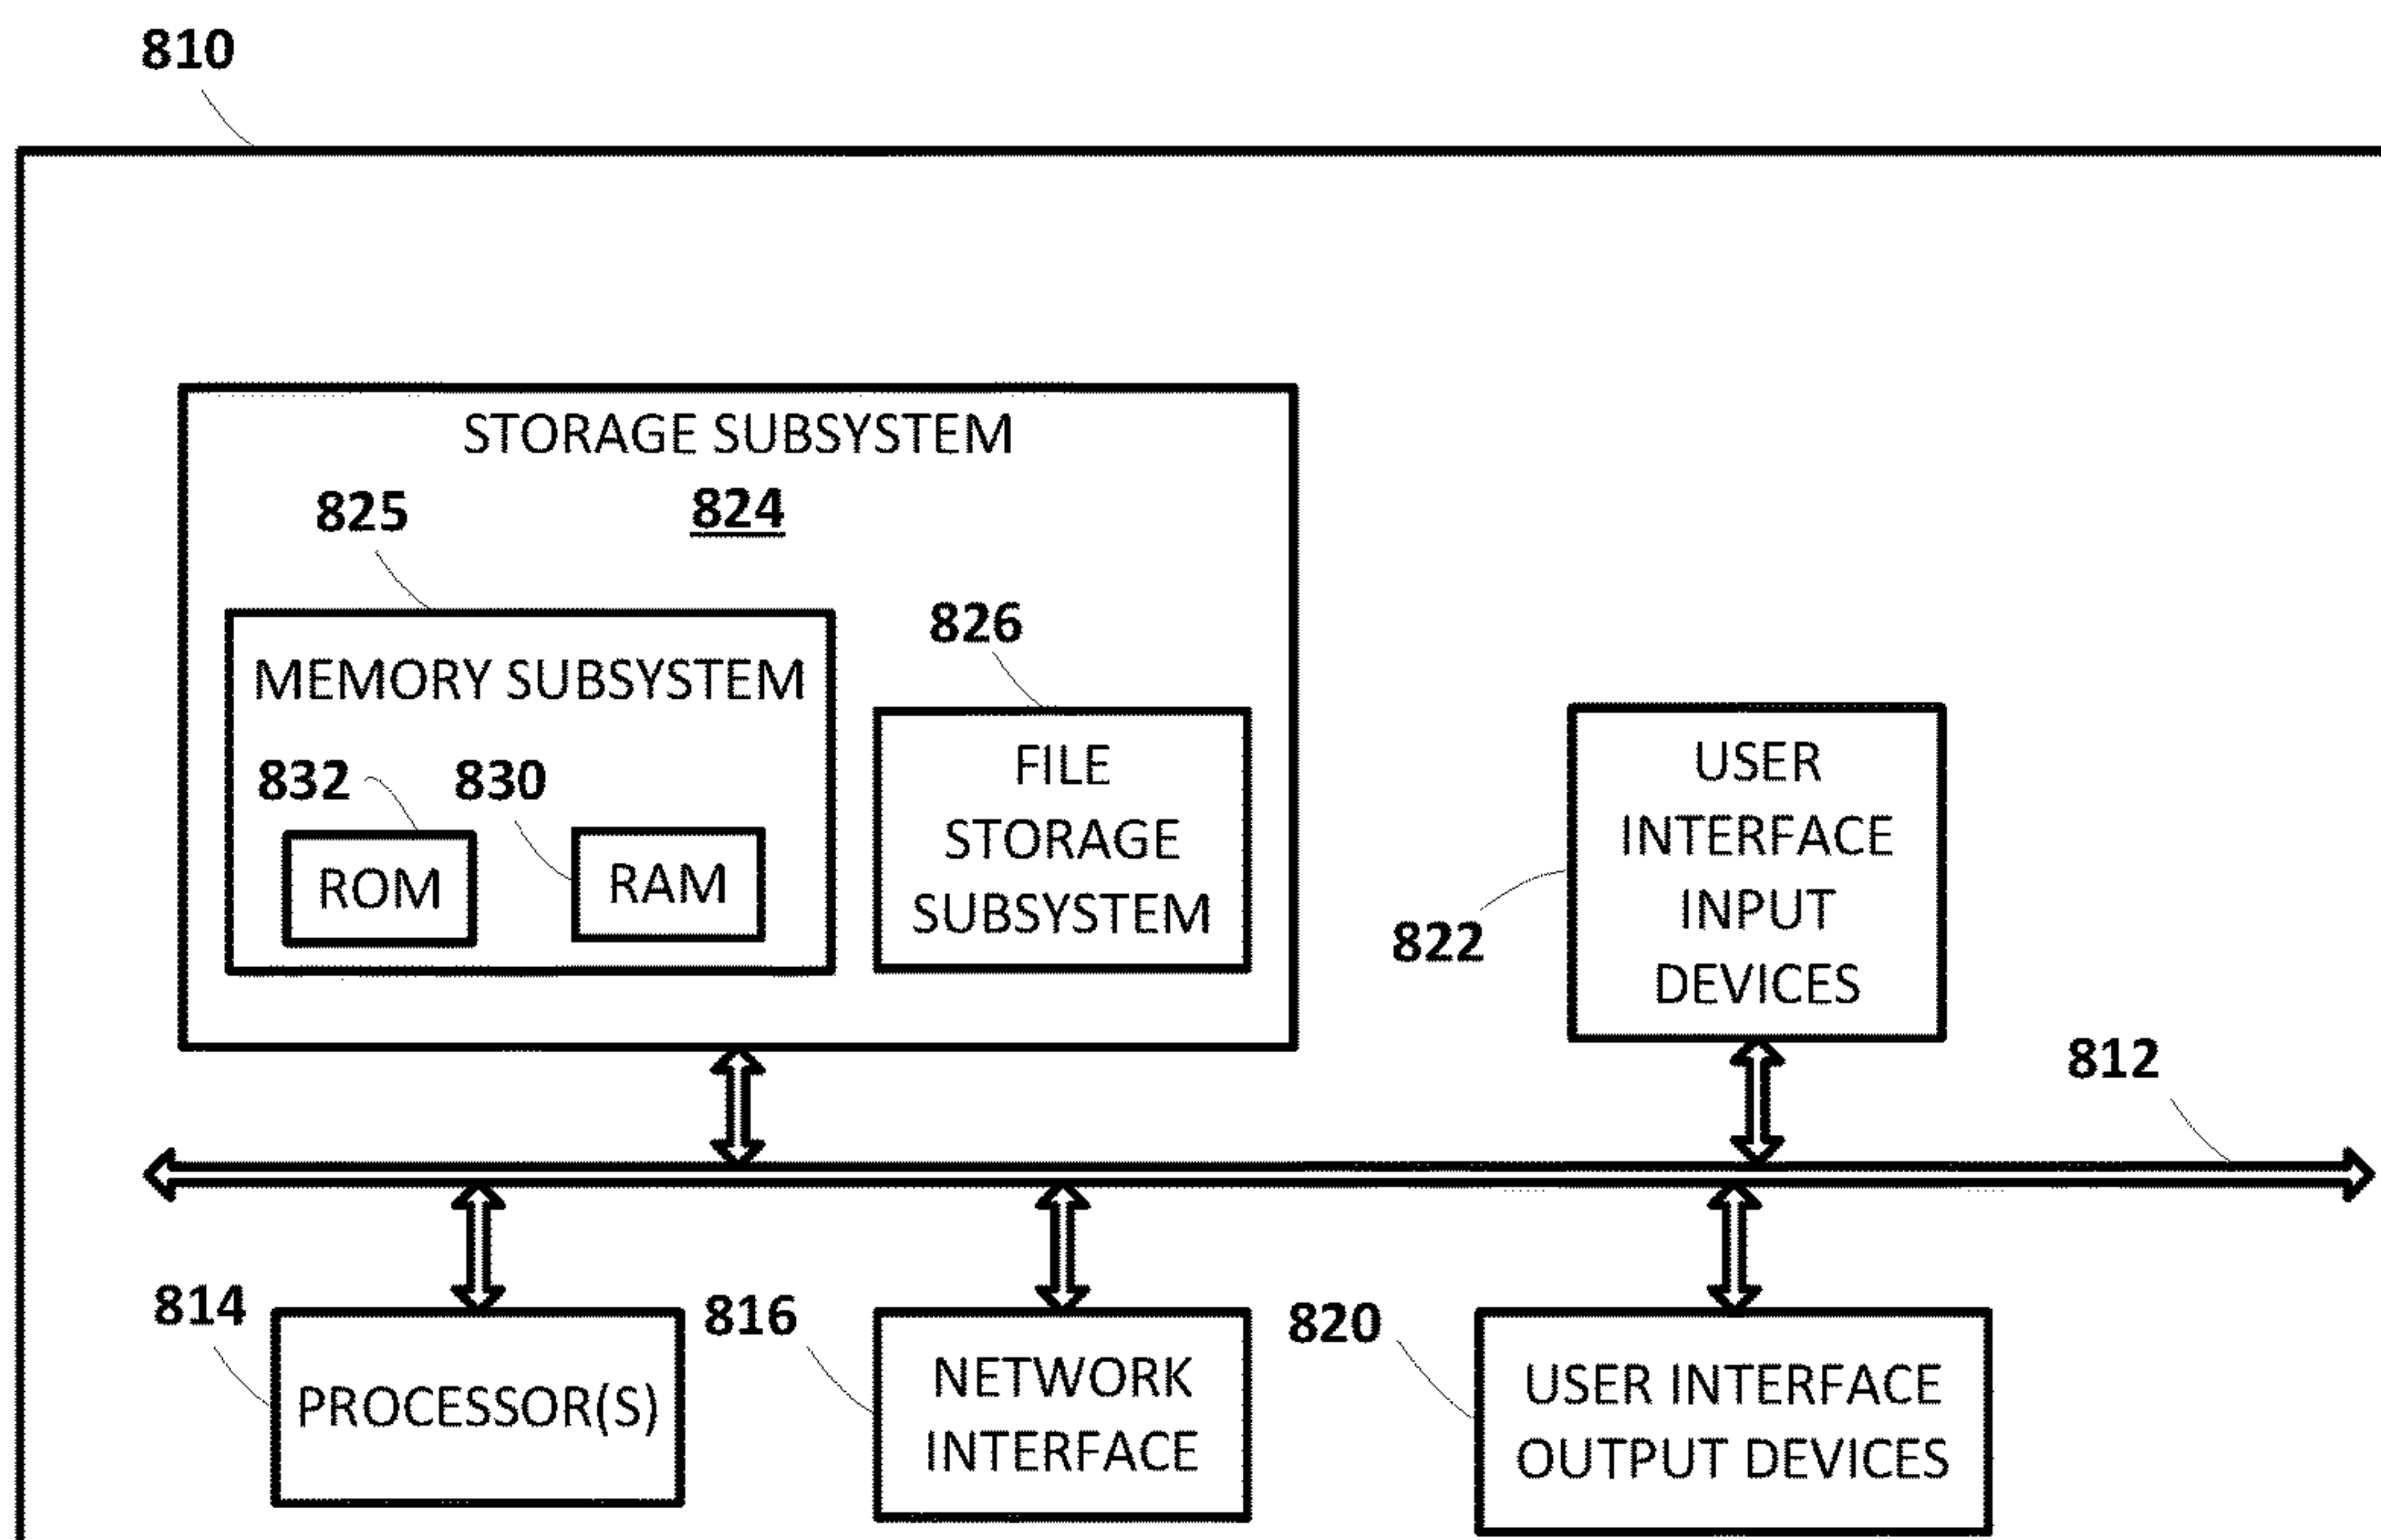 810
STORAGE SUBSYSTEM
825
824
826
MEMORY SUBSYSTEM
832
830
ROM
RAM
FILE
STORAGE
SUBSYSTEM
USER
INTERFACE
INPUT
DEVICES
822
812
814
816
820
PROCESSOR(S)
NETWORK
INTERFACE
USER INTERFACE
OUTPUT DEVICES